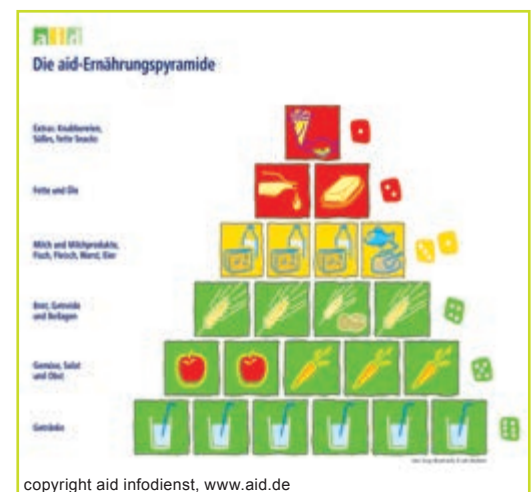 aid
Die aid-Ernährungspyramide
Extras: Knabbereien,
Süßes, fette Snacks
Fette und Öle
Milch und Milchprodukte,
Fisch, Fleisch, Wurst, Eier
Brot, Getreide
und Beilagen
Gemüse, Salat
und Obst
Getränke
copyright aid infodienst, www.aid.de